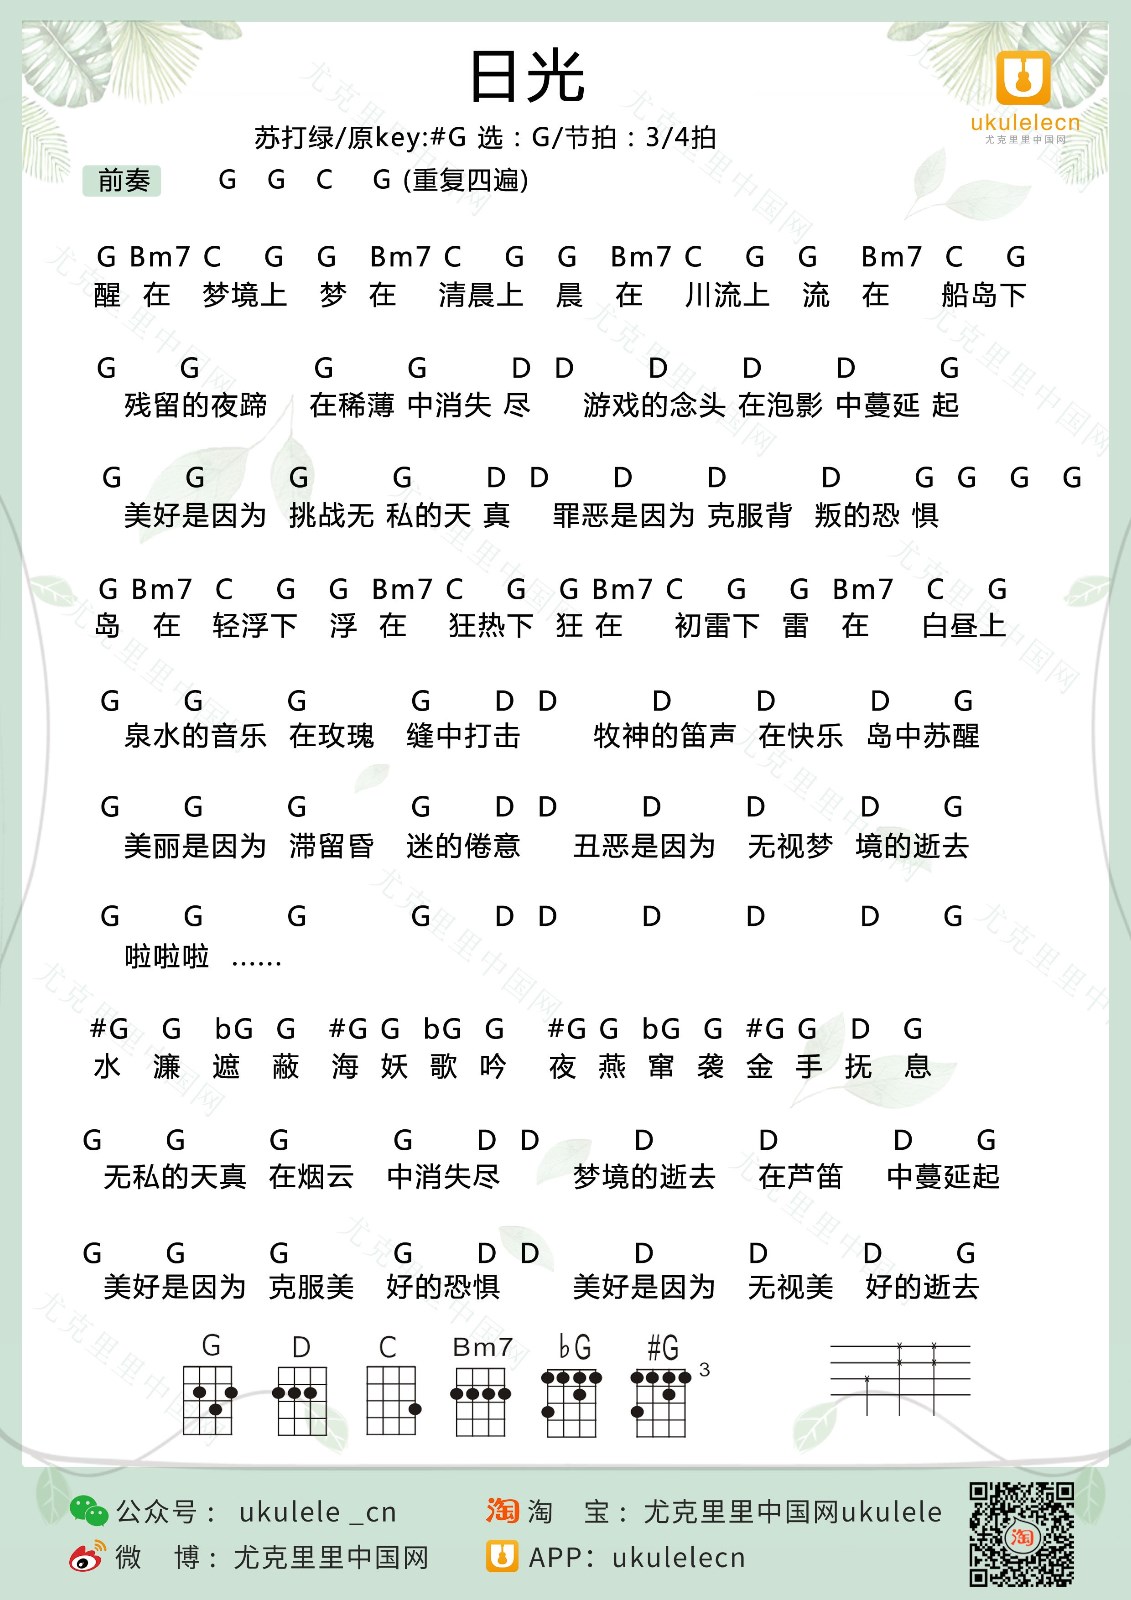 日光
ukulelecn
尤克里里中国网
苏打绿/原key:#G 选：G/节拍：3/4拍
前奏 G G C G (重复四遍)
G Bm7 C G G Bm7 C G G Bm7 C G G Bm7 C G
醒 在 梦境上 梦 在 清晨上 晨 在 川流上 流 在 船岛下
G G G G D D D D D G
残留的夜蹄 在稀薄 中消失 尽 游戏的念头 在泡影 中蔓延 起
G G G G D D D D D G G G G
美好是因为 挑战无 私的天 真 罪恶是因为 克服背 叛的恐 惧
G Bm7 C G G Bm7 C G G Bm7 C G G Bm7 C G
岛 在 轻浮下 浮 在 狂热下 狂 在 初雷下 雷 在 白昼上
G G G G D D D D D G
泉水的音乐 在玫瑰 缝中打击 牧神的笛声 在快乐 岛中苏醒
G G G G D D D D D G
美丽是因为 滞留昏 迷的倦意 丑恶是因为 无视梦 境的逝去
G G G G D D D D D G
啦啦啦 ……
#G G bG G #G G bG G #G G bG G #G G D G
水 濂 遮 蔽 海 妖 歌 吟 夜 燕 窜 袭 金 手 抚 息
G G G G D D D D D G
无私的天真 在烟云 中消失尽 梦境的逝去 在芦笛 中蔓延起
G G G G D D D D D G
美好是因为 克服美 好的恐惧 美好是因为 无视美 好的逝去
G D C Bm7 ♭G #G
3
公众号： ukulele _cn 淘 淘 宝：尤克里里中国网ukulele
微 博：尤克里里中国网 APP：ukulelecn
淘